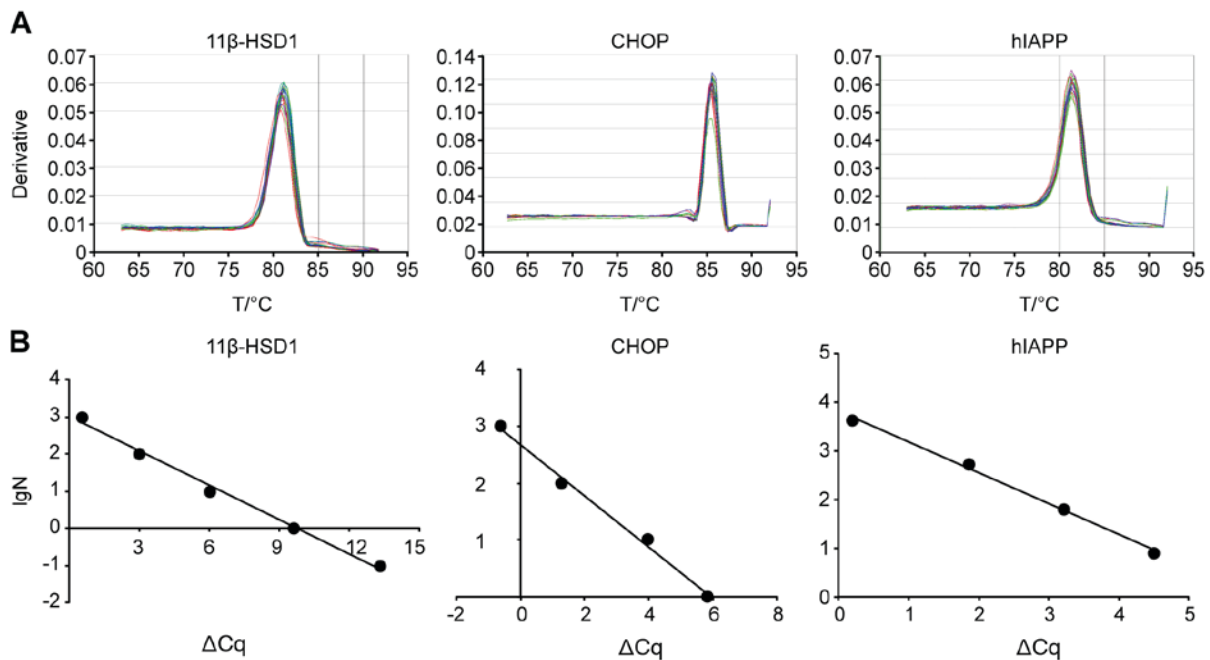 A
11β-HSD1
CHOP
hIAPP
Derivative
0.07
0.06
0.05
0.04
0.03
0.02
0.01
0
60 65 70 75 80 85 90 95
T/°C
0.14
0.12
0.10
0.08
0.06
0.04
0.02
0
60 65 70 75 80 85 90 95
T/°C
0.07
0.06
0.05
0.04
0.03
0.02
0.01
0
60 65 70 75 80 85 90 95
T/°C
B
11β-HSD1
CHOP
hIAPP
lgN
4
3
2
1
0
-1
-2
3 6 9 12 15
ΔCq
4
3
2
1
-2 0 2 4 6 8
ΔCq
5
4
3
2
1
0
0 1 2 3 4 5
ΔCq